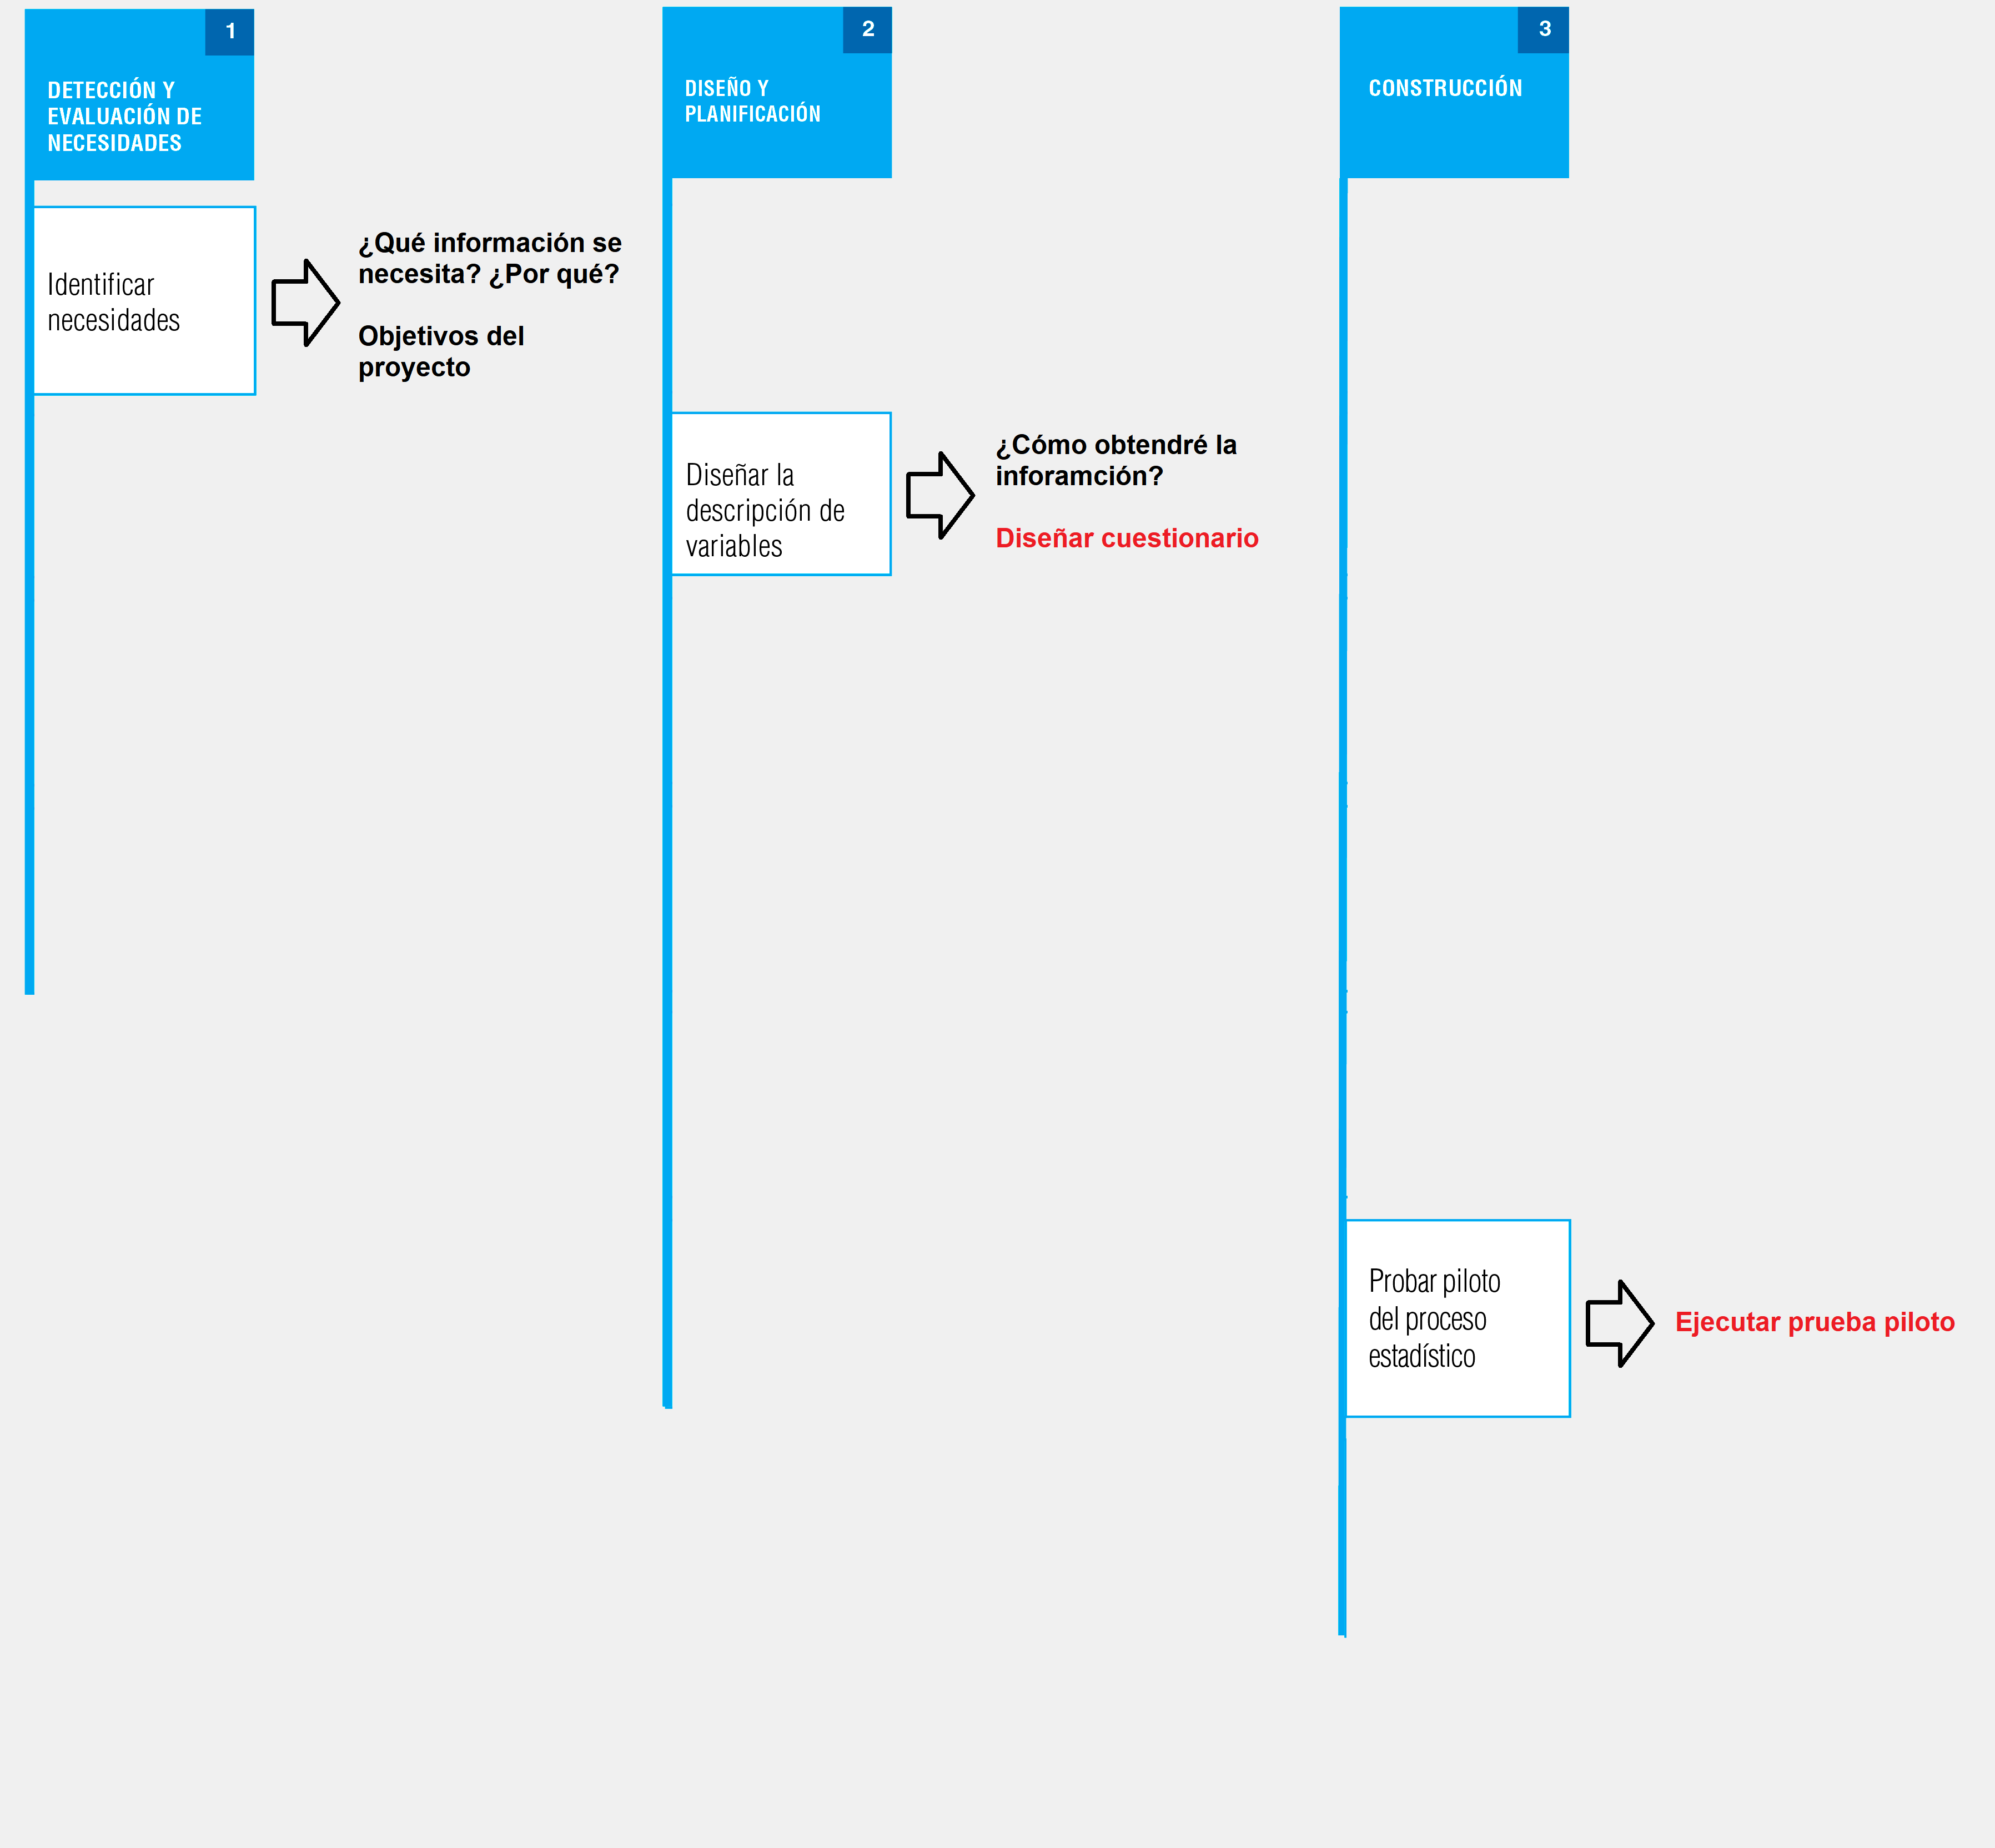 1
DETECCIÓN Y
EVALUACIÓN DE
NECESIDADES
Identificar
necesidades
¿Qué información se
necesita? ¿Por qué?
Objetivos del
proyecto
2
DISEÑO Y
PLANIFICACIÓN
Diseñar la
descripción de
variables
¿Cómo obtendré la
inforamción?
Diseñar cuestionario
3
CONSTRUCCIÓN
Probar piloto
del proceso
estadístico
Ejecutar prueba piloto